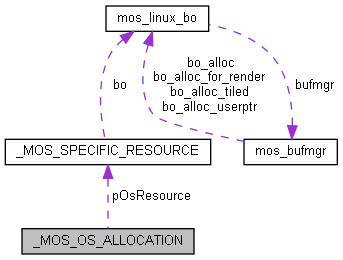 mos_linux_bo
bo_alloc
bo_alloc_for_render
bo_alloc_tiled
bo_alloc_userptr
bo
bufmgr
_MOS_SPECIFIC_RESOURCE
mos_bufmgr
pOsResource
_MOS_OS_ALLOCATION